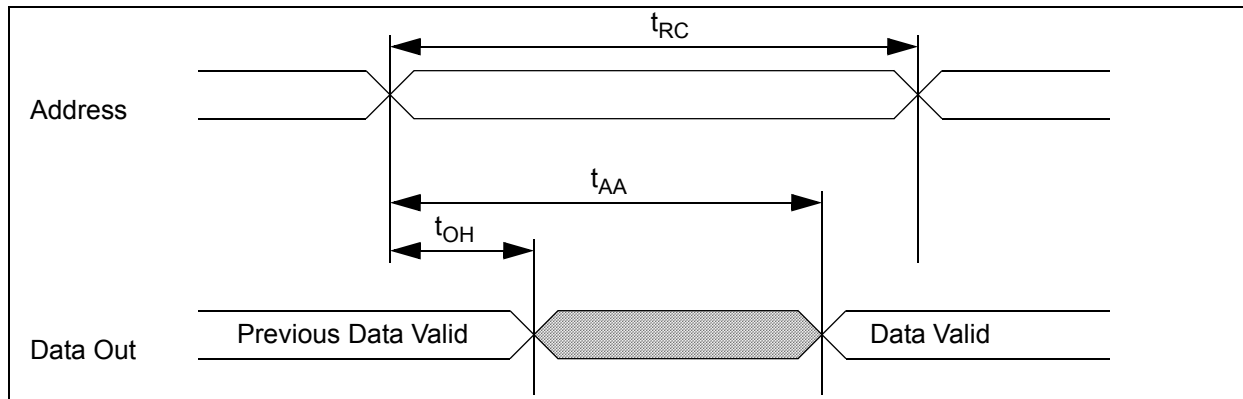 tRC
Address
tAA
tOH
Previous Data Valid
Data Valid
Data Out